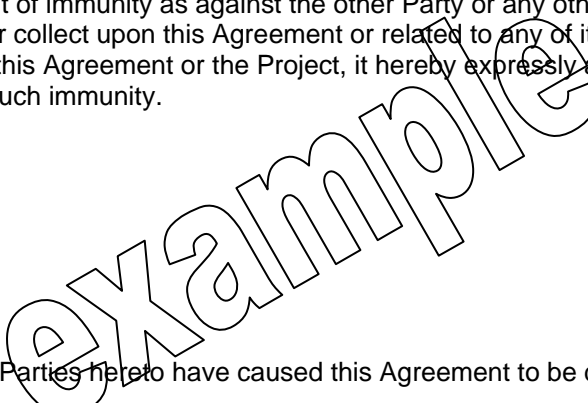 t of immunity as against the other Party or any oth
r collect upon this Agreement or related to any of it
this Agreement or the Project, it hereby expressly
uch immunity.
example
Parties hereto have caused this Agreement to be